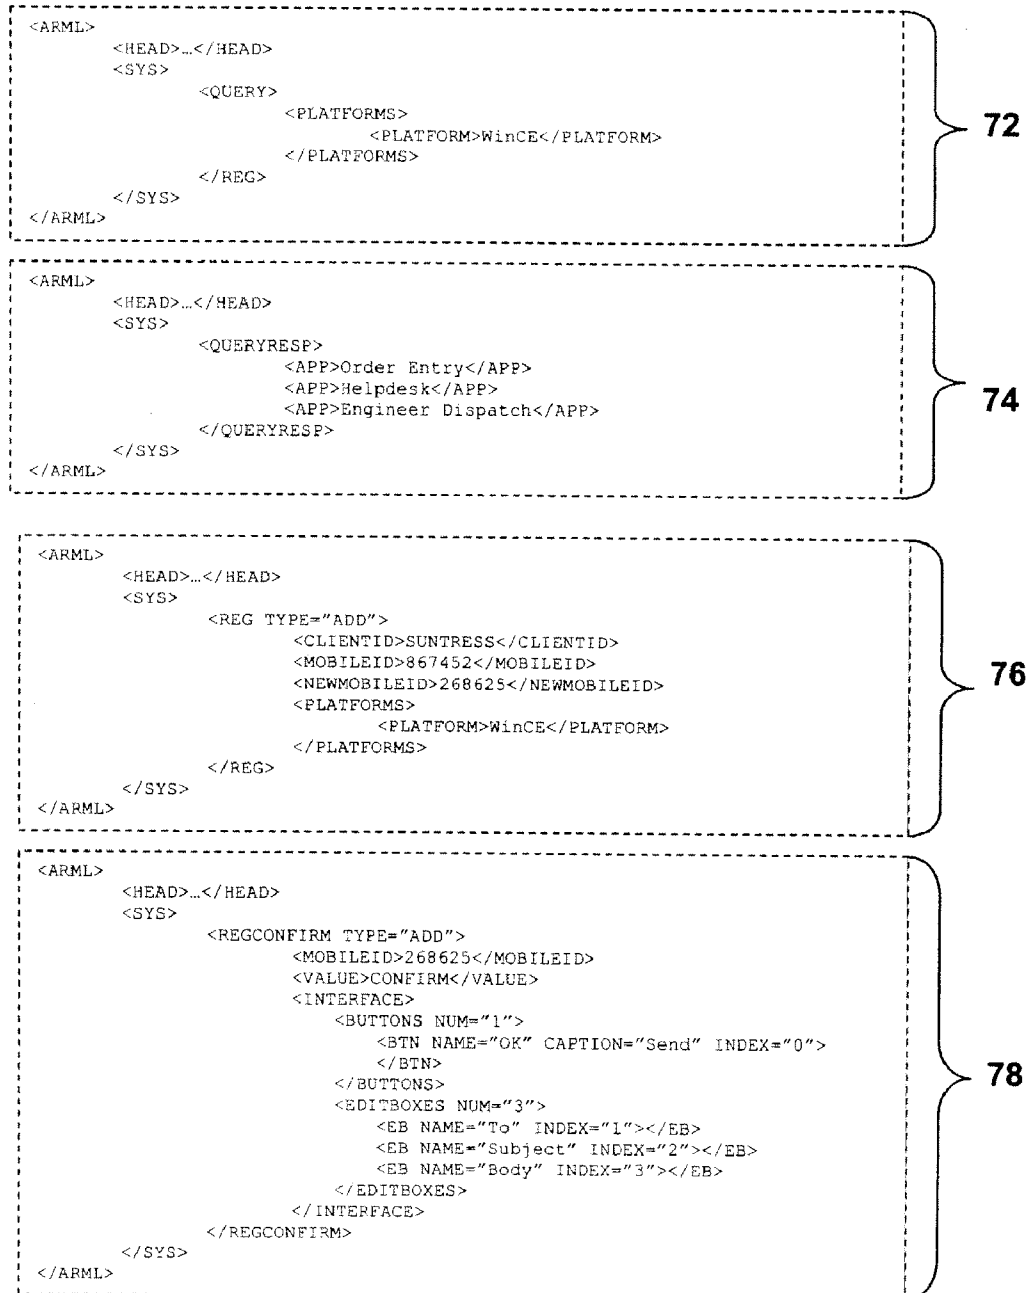 <ARML>
<HEAD>…</HEAD>
<SYS>
<QUERY>
<PLATFORMS>
<PLATFORM>WinCE</PLATFORM>
</PLATFORMS>
</REG>
</SYS>
</ARML>
72
<ARML>
<HEAD>…</HEAD>
<SYS>
<QUERYRESP>
<APP>Order Entry</APP>
<APP>Helpdesk</APP>
<APP>Engineer Dispatch</APP>
</QUERYRESP>
</SYS>
</ARML>
74
<ARML>
<HEAD>…</HEAD>
<SYS>
<REG TYPE="ADD">
<CLIENTID>SUNTRESS</CLIENTID>
<MOBILEID>867452</MOBILEID>
<NEWMOBILEID>268625</NEWMOBILEID>
<PLATFORMS>
<PLATFORM>WinCE</PLATFORM>
</PLATFORMS>
</REG>
</SYS>
</ARML>
76
<ARML>
<HEAD>…</HEAD>
<SYS>
<REGCONFIRM TYPE="ADD">
<MOBILEID>268625</MOBILEID>
<VALUE>CONFIRM</VALUE>
<INTERFACE>
<BUTTONS NUM="1">
<BTN NAME="OK" CAPTION="Send" INDEX="0">
</BTN>
</BUTTONS>
<EDITBOXES NUM="3">
<EB NAME="To" INDEX="1"></EB>
<EB NAME="Subject" INDEX="2"></EB>
<EB NAME="Body" INDEX="3"></EB>
</EDITBOXES>
</INTERFACE>
</REGCONFIRM>
</SYS>
</ARML>
78